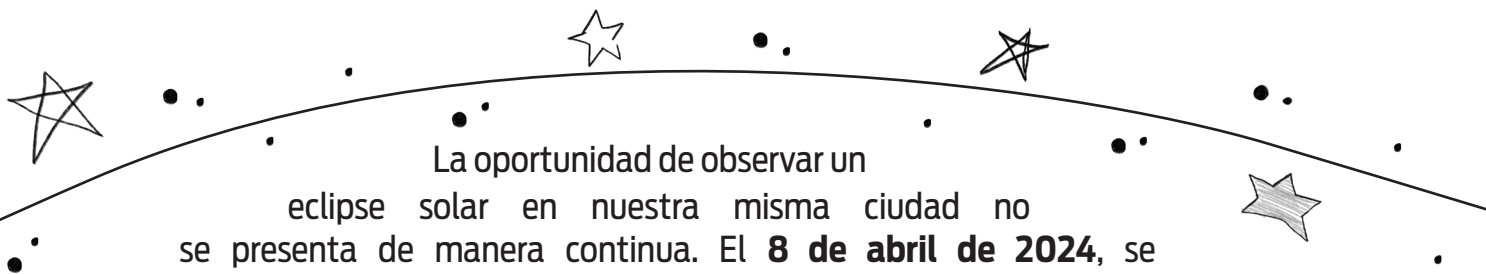 La oportunidad de observar un
eclipse solar en nuestra misma ciudad no
se presenta de manera continua. El 8 de abril de 2024, se